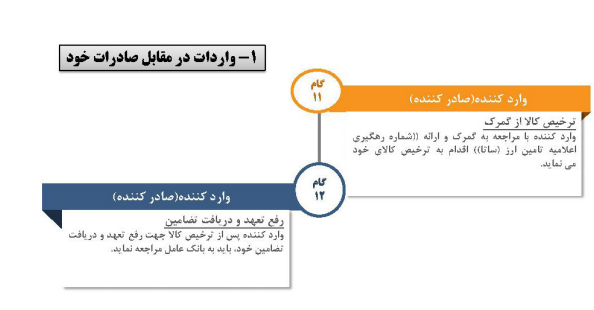 ۱- واردات در مقابل صادرات خود
گام
۱۱
وارد کننده(صادر کننده)
ترخیص کالا از گمرک
وارد کننده با مراجعه به گمرک و ارائه ((شماره رهگیری
اعلامیه تامین ارز (ساتا)) اقدام به ترخیص کالای خود
می نماید.
گام
۱۲
وارد کننده(صادر کننده)
رفع تعهد و دریافت تضامین
وارد کننده پس از ترخیص کالا جهت رفع تعهد و دریافت
تضامین خود، باید به بانک عامل مراجعه نماید.